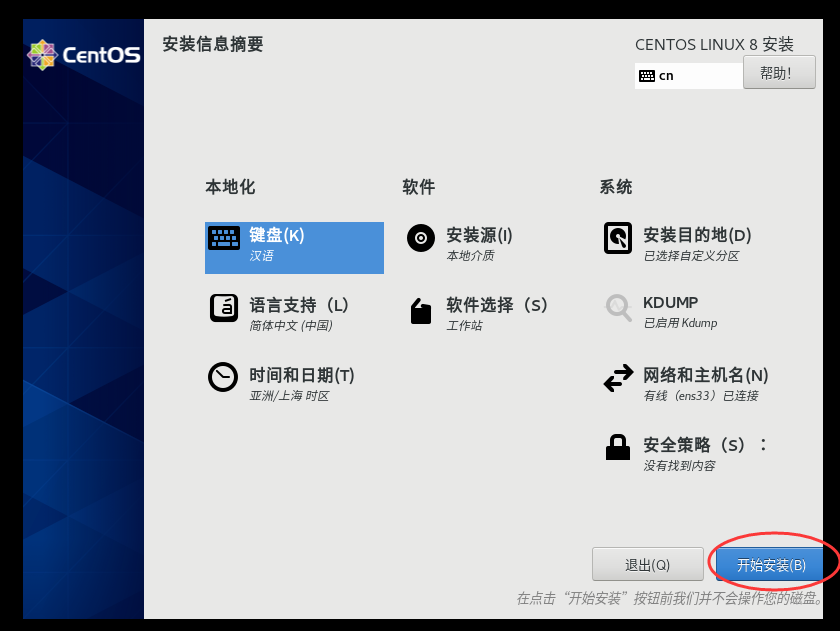 CentOS
安装信息摘要
CENTOS LINUX 8 安装
cn
帮助！
本地化
软件
系统
键盘(K)
汉语
安装源(I)
本地介质
安装目的地(D)
已选择自定义分区
语言支持（L）
简体中文 (中国)
软件选择（S）
工作站
KDUMP
已启用 Kdump
时间和日期(T)
亚洲/上海 时区
网络和主机名(N)
有线（ens33）已连接
安全策略（S）：
没有找到内容
退出(Q)
开始安装(B)
在点击“开始安装”按钮前我们并不会操作您的磁盘。